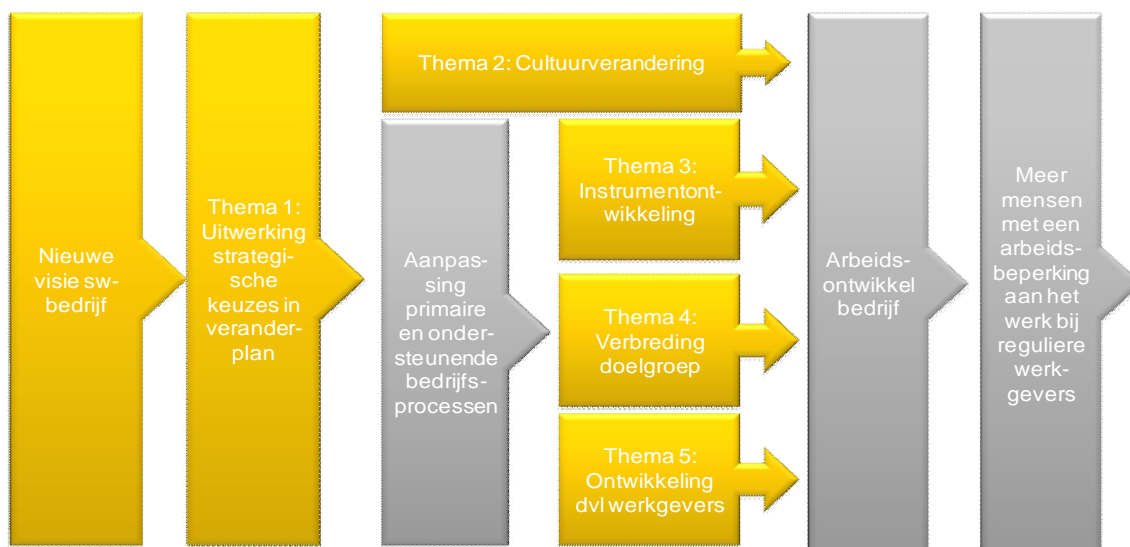 Nieuwe
visie sw-
bedrijf
Thema 1:
Uitwerking
strategi-
sche
keuzes in
verander-
plan
Thema 2: Cultuurverandering
Aanpas-
sing
primaire
en onder-
steunende
bedrijfs-
processen
Thema 3:
Instrumentont-
wikkeling
Thema 4:
Verbreding
doelgroep
Thema 5:
Ontwikkeling
dvl werkgevers
Arbeids-
ontwikkel
bedrijf
Meer
mensen
met een
arbeids-
beperking
aan het
werk bij
reguliere
werk-
gevers